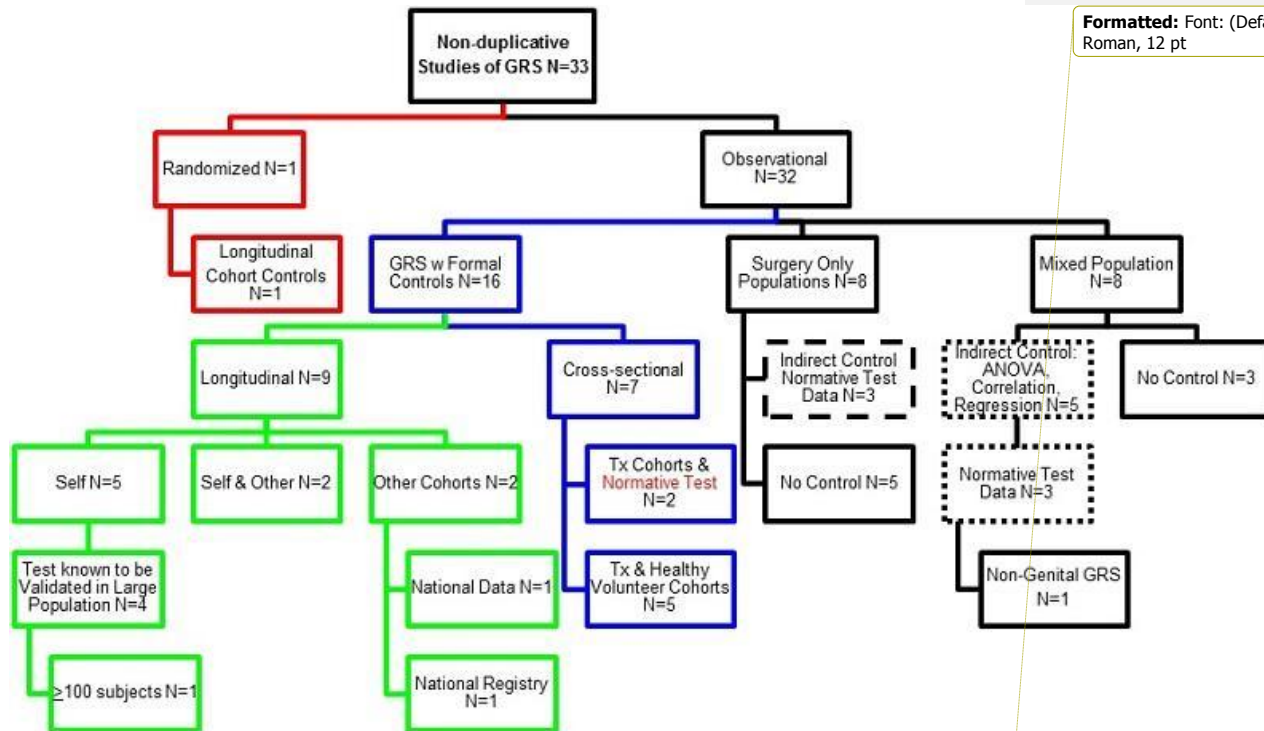 Formatted: Font: (Defa
Roman, 12 pt
Non-duplicative
Studies of GRS N=33
Randomized N=1
Observational
N=32
Longitudinal
Cohort Controls
N=1
GRS w Formal
Controls N=16
Surgery Only
Populations N=8
Mixed Population
N=8
Longitudinal N=9
Cross-sectional
N=7
Indirect Control
Normative Test
Data N=3
Indirect Control:
ANOVA,
Correlation,
Regression N=5
No Control N=3
Self N=5
Self & Other N=2
Other Cohorts N=2
Tx Cohorts &
Normative Test
N=2
No Control N=5
Normative Test
Data N=3
Test known to be
Validated in Large
Population N=4
National Data N=1
Tx & Healthy
Volunteer Cohorts
N=5
Non-Genital GRS
N=1
≥100 subjects N=1
National Registry
N=1